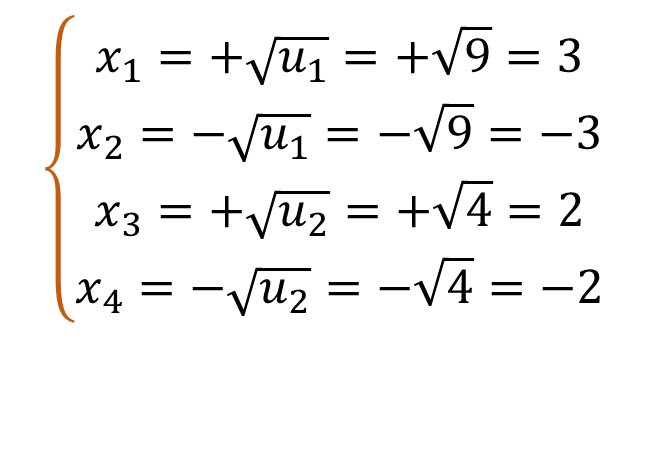 x₁ = +√u₁ = +√9 = 3
x₂ = −√u₁ = −√9 = −3
x₃ = +√u₂ = +√4 = 2
x₄ = −√u₂ = −√4 = −2